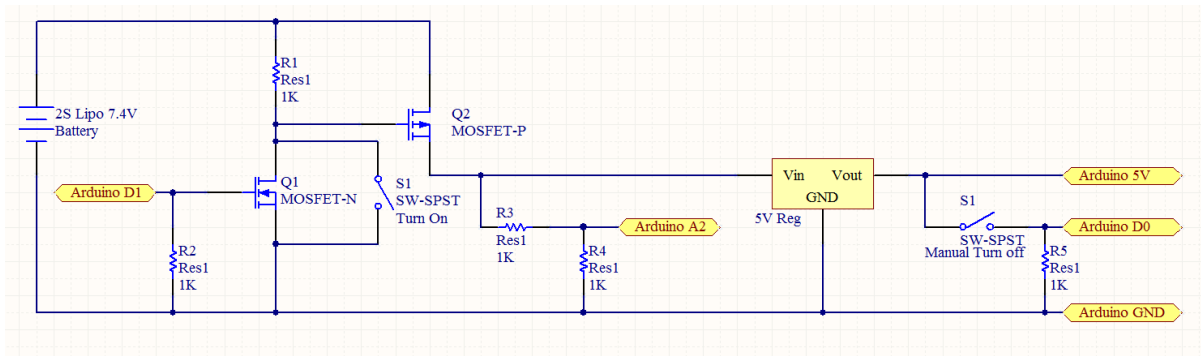 R1
Res1
1K
2S Lipo 7.4V
Battery
Q2
MOSFET-P
Arduino D1
Q1
MOSFET-N
S1
SW-SPST
Turn On
R2
Res1
1K
R3
Res1
1K
Arduino A2
R4
Res1
1K
Vin Vout
GND
5V Reg
Arduino 5V
S1
SW-SPST
Manual Turn off
Arduino D0
R5
Res1
1K
Arduino GND